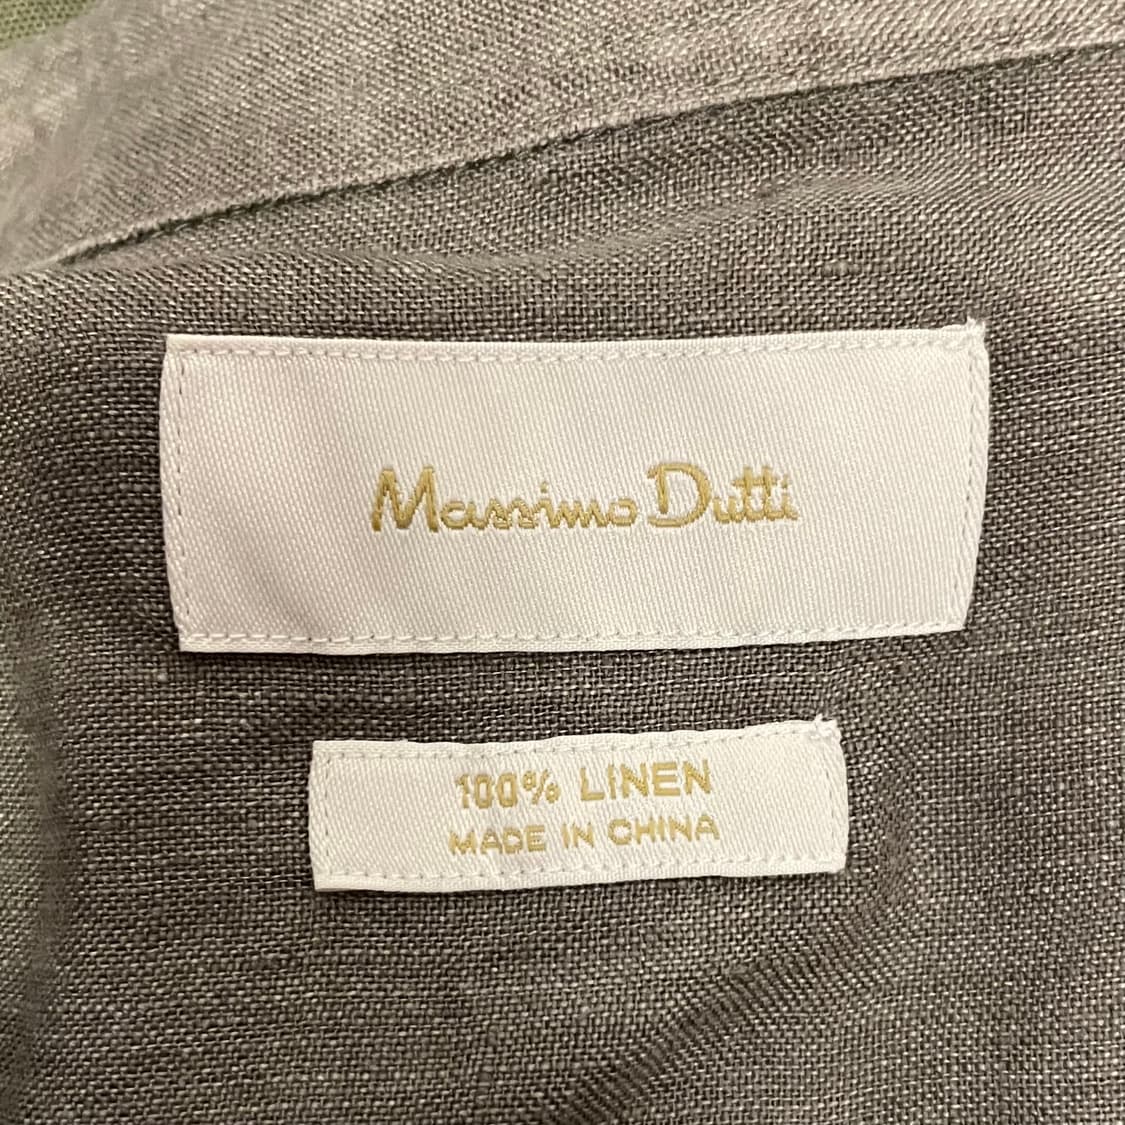 Massimo Dutti
100% LINEN
MADE IN CHINA